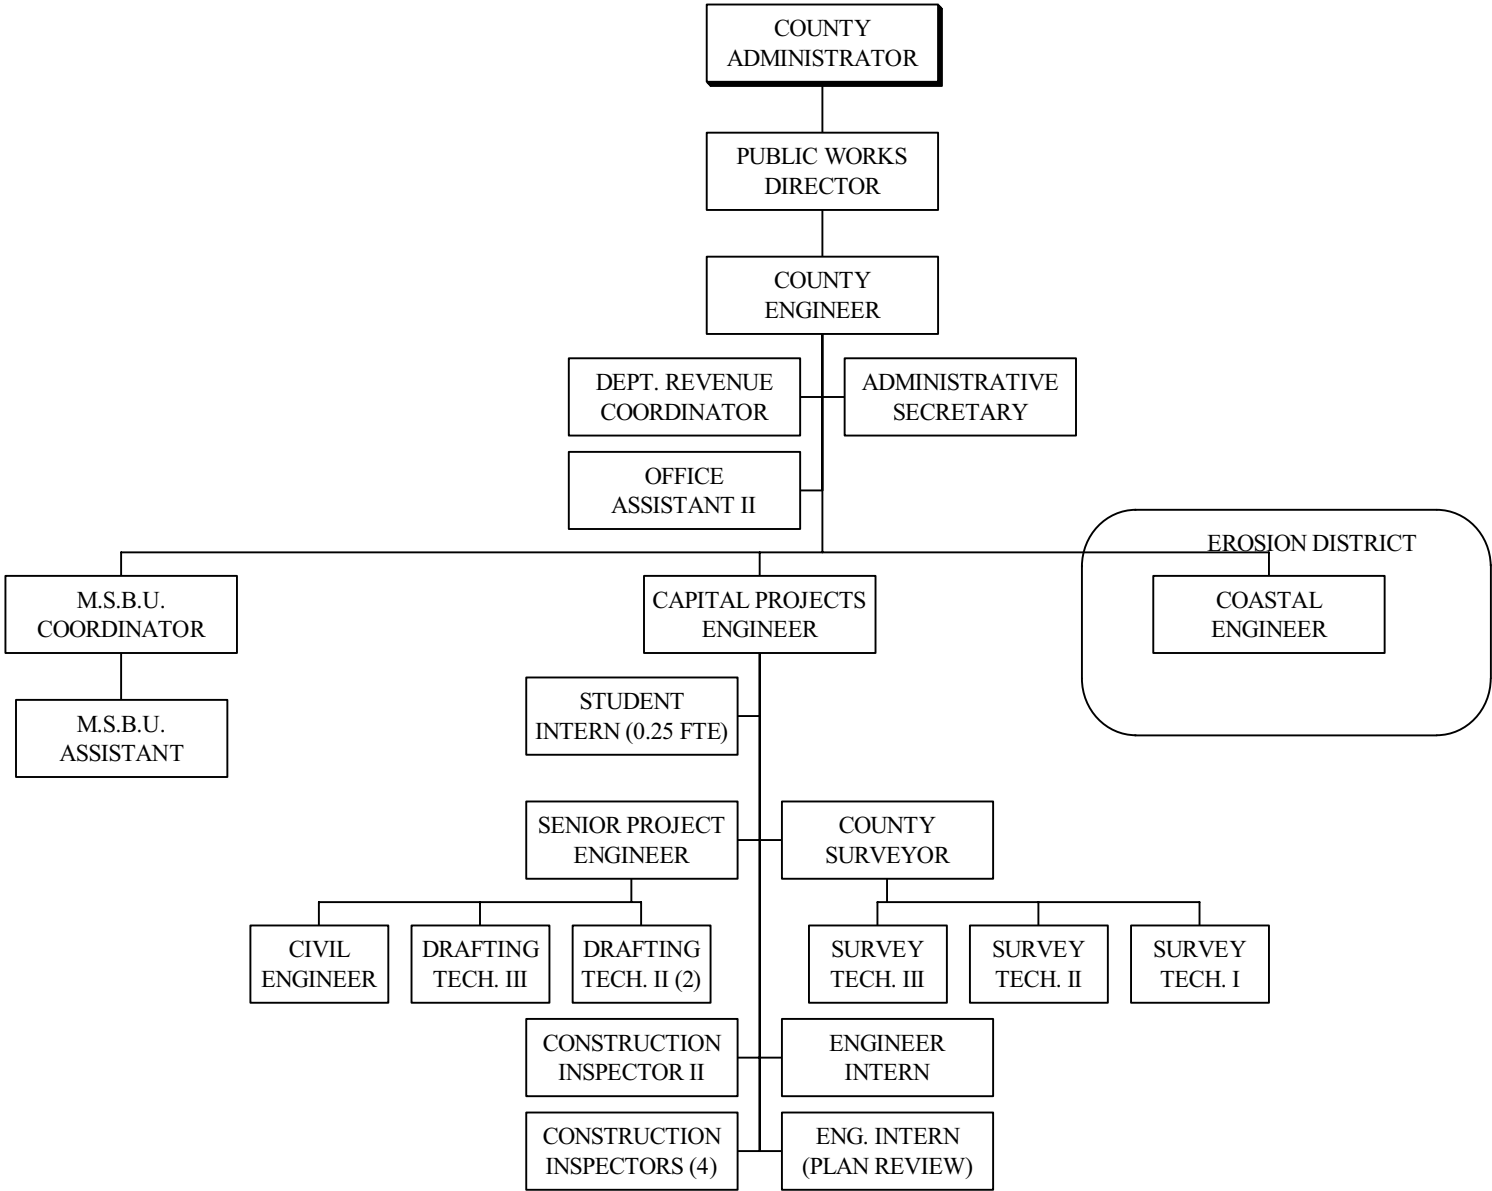 COUNTY
ADMINISTRATOR
PUBLIC WORKS
DIRECTOR
COUNTY
ENGINEER
DEPT. REVENUE
COORDINATOR
ADMINISTRATIVE
SECRETARY
OFFICE
ASSISTANT II
EROSION DISTRICT
M.S.B.U.
COORDINATOR
CAPITAL PROJECTS
ENGINEER
COASTAL
ENGINEER
M.S.B.U.
ASSISTANT
STUDENT
INTERN (0.25 FTE)
SENIOR PROJECT
ENGINEER
COUNTY
SURVEYOR
CIVIL
ENGINEER
DRAFTING
TECH. III
DRAFTING
TECH. II (2)
SURVEY
TECH. III
SURVEY
TECH. II
SURVEY
TECH. I
CONSTRUCTION
INSPECTOR II
ENGINEER
INTERN
CONSTRUCTION
INSPECTORS (4)
ENG. INTERN
(PLAN REVIEW)